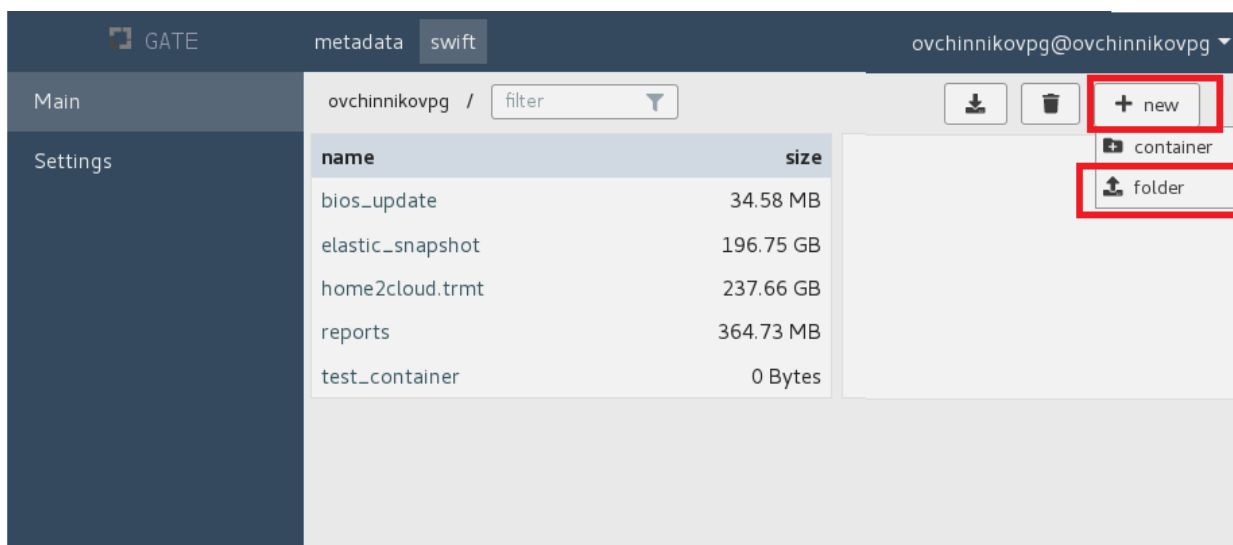 GATE metadata swift ovchinnikovpg@ovchinnikovpg
Main ovchinnikovpg / filter + new
Settings name size container
bios_update 34.58 MB folder
elastic_snapshot 196.75 GB
home2cloud.trmt 237.66 GB
reports 364.73 MB
test_container 0 Bytes